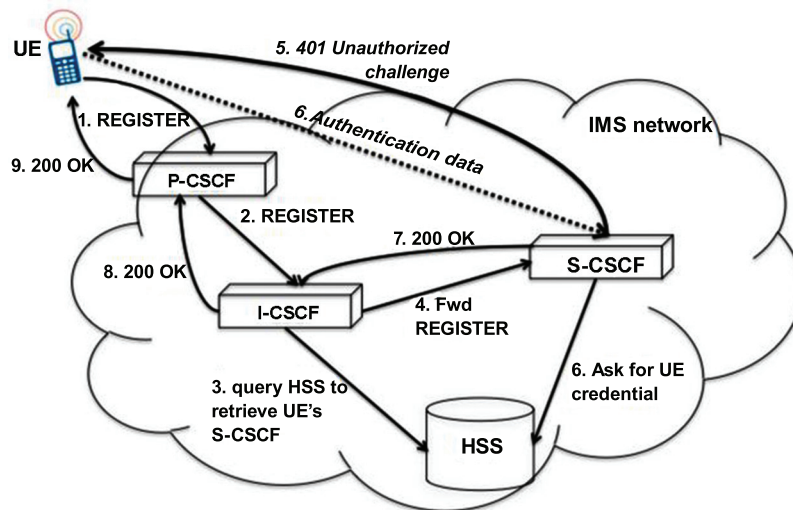 UE
5. 401 Unauthorized
challenge
1. REGISTER
6. Authentication data
IMS network
9. 200 OK
P-CSCF
2. REGISTER
7. 200 OK
8. 200 OK
S-CSCF
I-CSCF
4. Fwd
REGISTER
3. query HSS to
retrieve UE's
S-CSCF
6. Ask for UE
credential
HSS